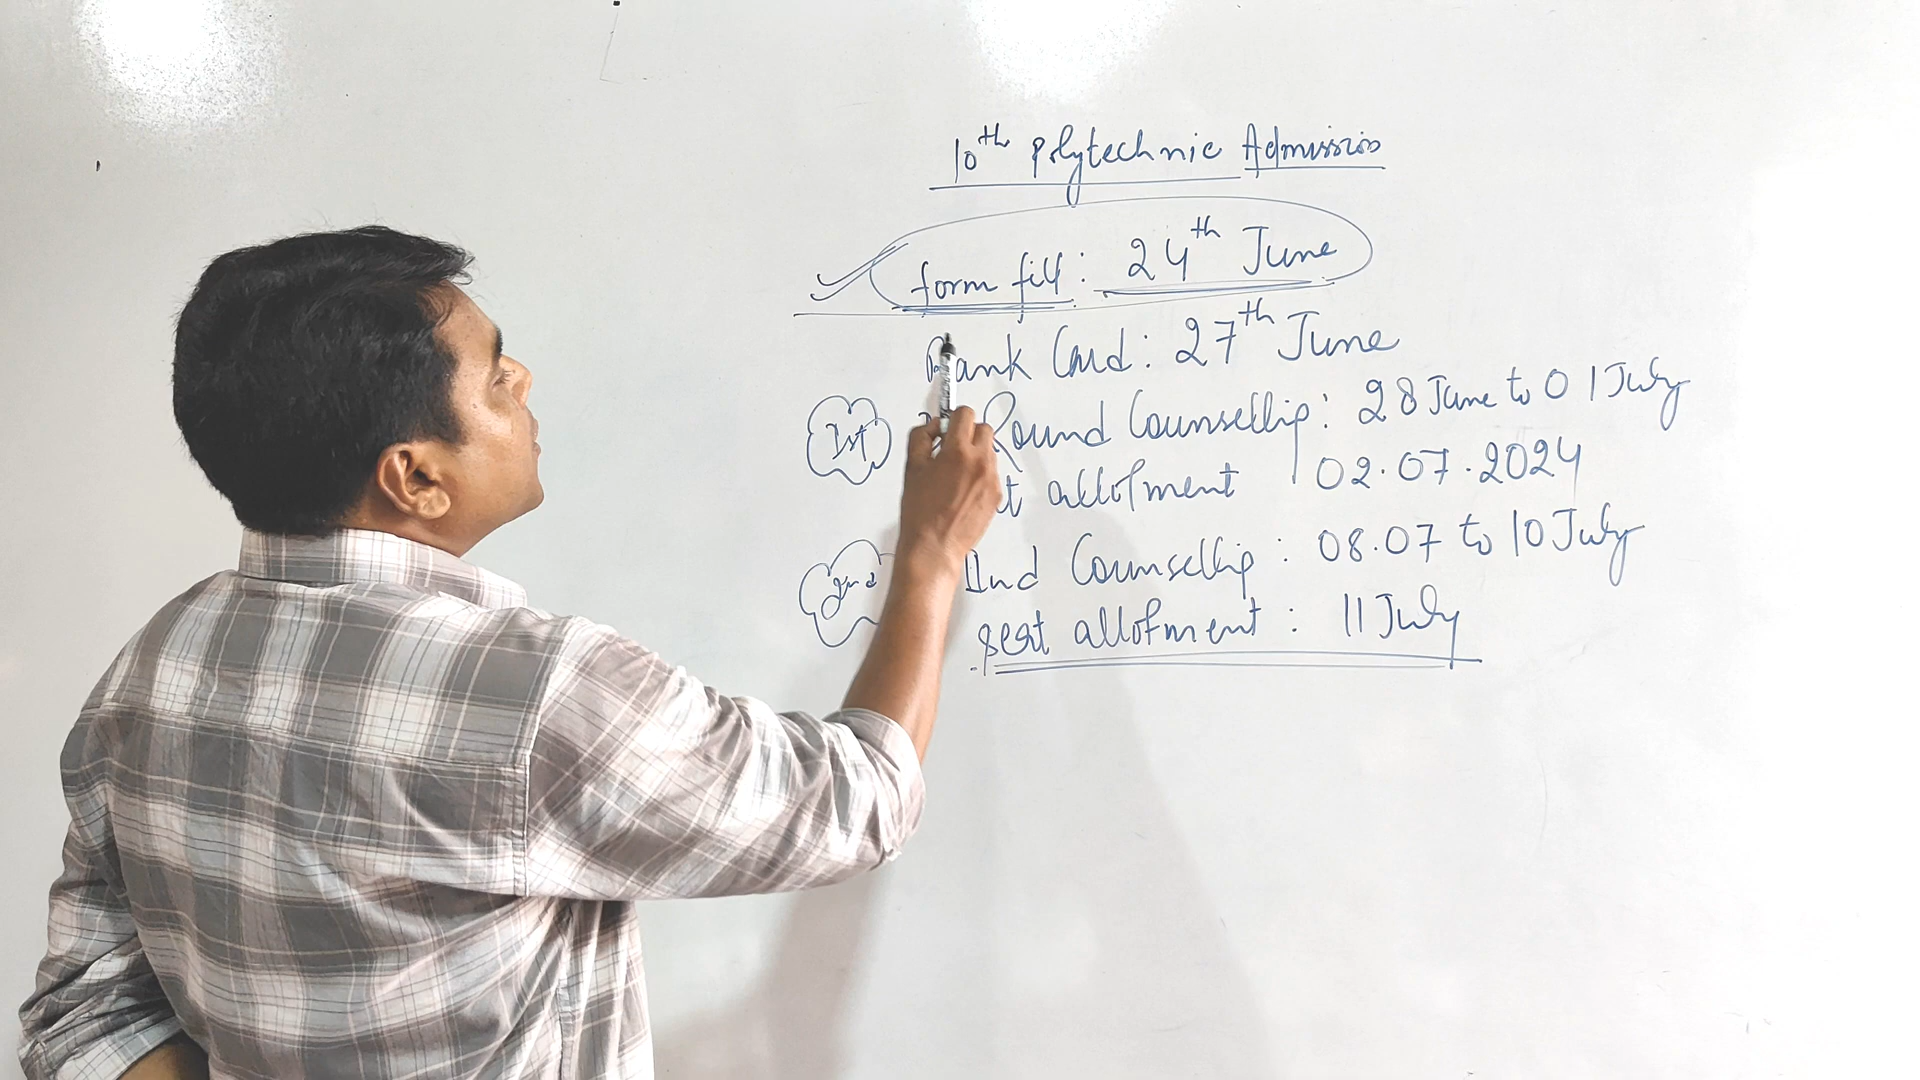 10th Polytechnic Admission
form fill : 24th June
Rank Card : 27th June
Ist Round Counselling : 28 June to 01 July
allotment 02.07.2024
2nd IInd Counselling : 08.07 to 10 July
seat allotment : 11 July